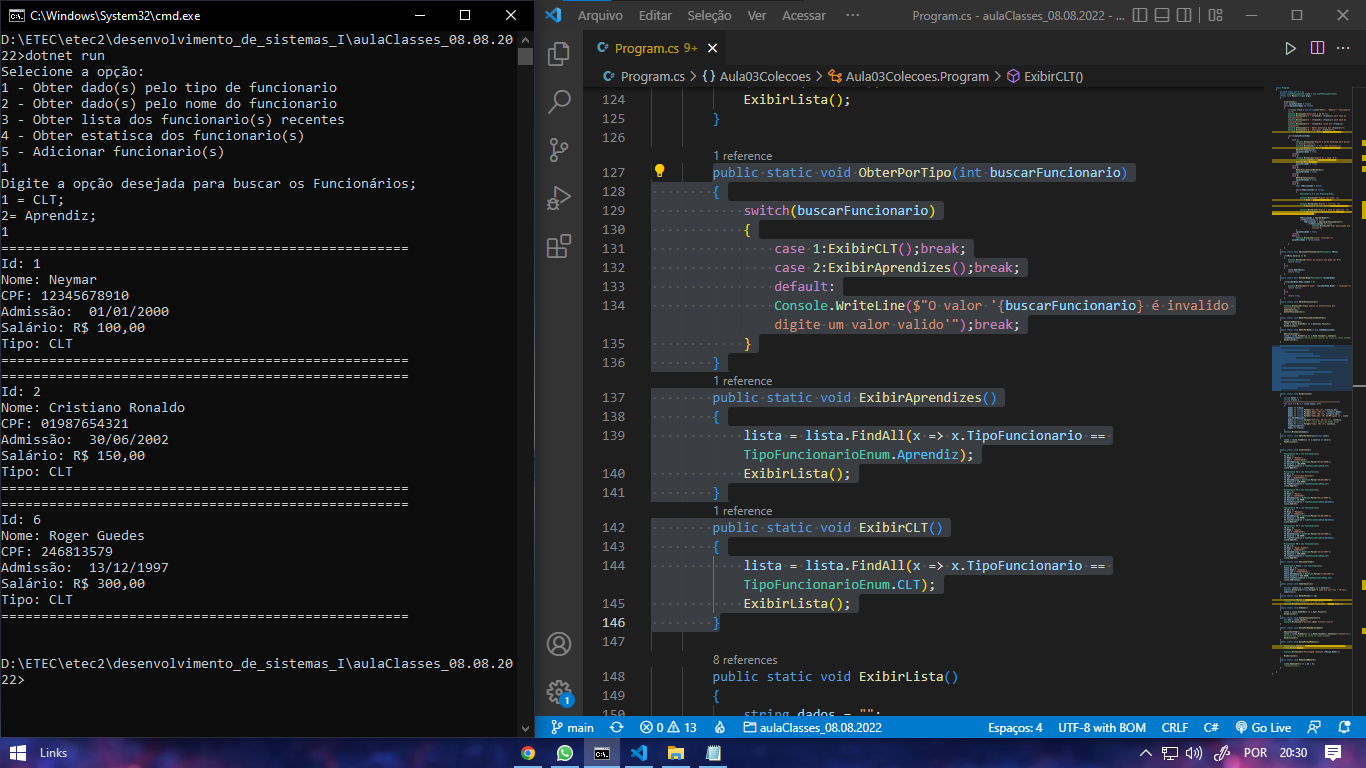 C:\Windows\System32\cmd.exe
D:\ETEC\etec2\desenvolvimento_de_sistemas_I\aulaClasses_08.08.20
22>dotnet run
Selecione a opção:
1 - Obter dado(s) pelo tipo de funcionario
2 - Obter dado(s) pelo nome do funcionario
3 - Obter lista dos funcionario(s) recentes
4 - Obter estatisca dos funcionario(s)
5 - Adicionar funcionario(s)
1
Digite a opção desejada para buscar os Funcionários;
1 = CLT;
2= Aprendiz;
1
====================================================
Id: 1
Nome: Neymar
CPF: 12345678910
Admissão:  01/01/2000
Salário: R$ 100,00
Tipo: CLT
====================================================
====================================================
Id: 2
Nome: Cristiano Ronaldo
CPF: 01987654321
Admissão:  30/06/2002
Salário: R$ 150,00
Tipo: CLT
====================================================
====================================================
Id: 6
Nome: Roger Guedes
CPF: 246813579
Admissão:  13/12/1997
Salário: R$ 300,00
Tipo: CLT
====================================================
D:\ETEC\etec2\desenvolvimento_de_sistemas_I\aulaClasses_08.08.20
22>
Arquivo Editar Seleção Ver Acessar ··· Program.cs - aulaClasses_08.08.2022 - ...
Program.cs 9+
Program.cs > {} Aula03Colecoes > Aula03Colecoes.Program > ExibirCLT()
124 ExibirLista();
125 }
126
1 reference
127 public static void ObterPorTipo(int buscarFuncionario)
128 {
129 switch(buscarFuncionario)
130 {
131 case 1:ExibirCLT();break;
132 case 2:ExibirAprendizes();break;
133 default:
134 Console.WriteLine($"O valor '{buscarFuncionario} é invalido
digite um valor valido'");break;
135 }
136 }
1 reference
137 public static void ExibirAprendizes()
138 {
139 lista = lista.FindAll(x => x.TipoFuncionario ==
TipoFuncionarioEnum.Aprendiz);
140 ExibirLista();
141 }
1 reference
142 public static void ExibirCLT()
143 {
144 lista = lista.FindAll(x => x.TipoFuncionario ==
TipoFuncionarioEnum.CLT);
145 ExibirLista();
146 }
147
8 references
148 public static void ExibirLista()
149 {
150 string dados = "";
1
main 0 13 aulaClasses_08.08.2022 Espaços: 4 UTF-8 with BOM CRLF C# Go Live
Links POR 20:30